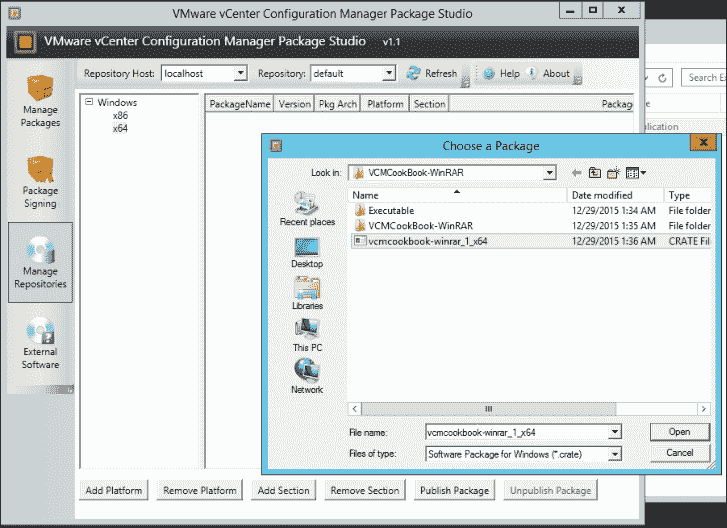 VMware vCenter Configuration Manager Package Studio
VMware vCenter Configuration Manager Package Studio v1.1
Repository Host: localhost Repository: default Refresh Help About
Search Ex
Manage
Packages
Package
Signing
Manage
Repositories
External
Software
Windows
x86
x64
PackageName Version Pkg Arch Platform Section Packag
lication
Choose a Package
Look in: VCMCookBook-WinRAR
Recent places
Desktop
Libraries
This PC
Network
Name Date modified Type
Executable 12/29/2015 1:34 AM File folder
VCMCookBook-WinRAR 12/29/2015 1:35 AM File folder
vcmcookbook-winrar_1_x64 12/29/2015 1:36 AM CRATE File
File name: vcmcookbook-winrar_1_x64 Open
Files of type: Software Package for Windows (*.crate) Cancel
Add Platform Remove Platform Add Section Remove Section Publish Package Unpublish Package